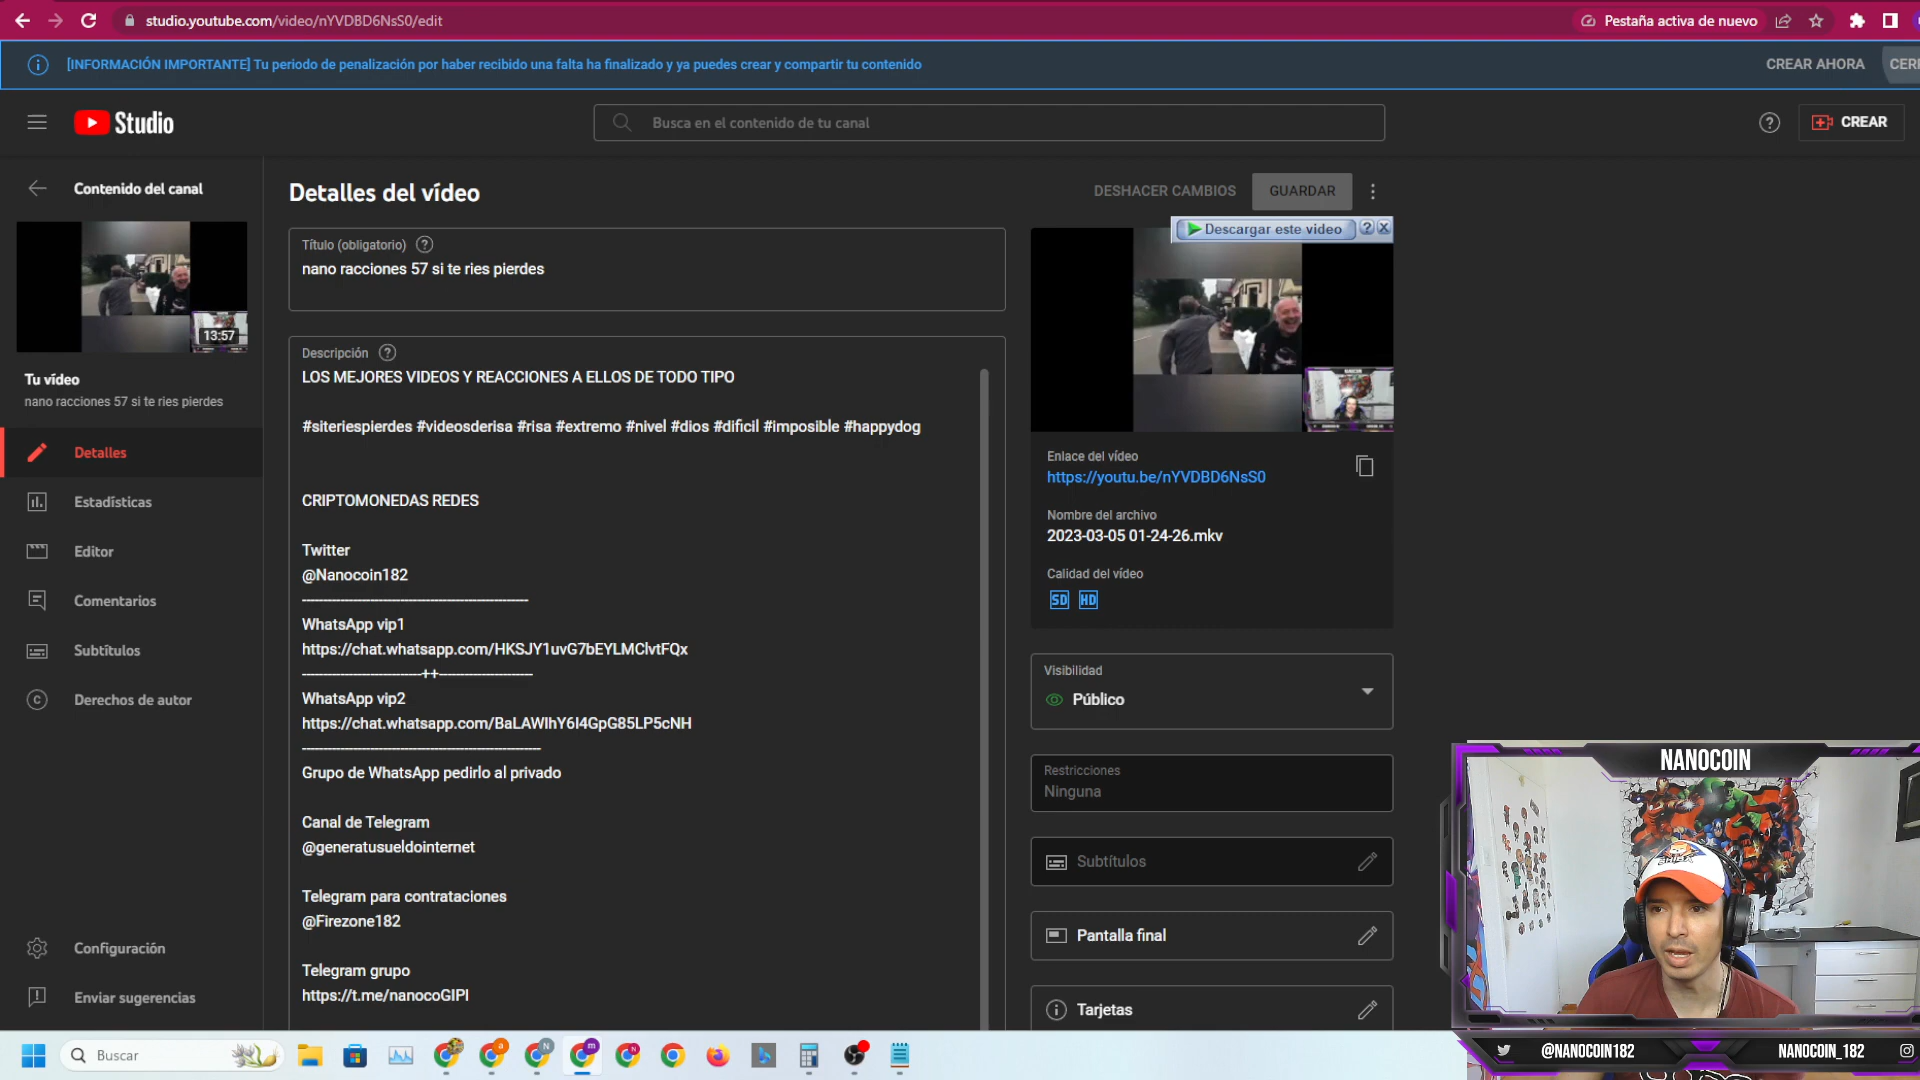 studio.youtube.com/video/nYVDBD6NsS0/edit
Pestaña activa de nuevo
[INFORMACIÓN IMPORTANTE] Tu periodo de penalización por haber recibido una falta ha finalizado y ya puedes crear y compartir tu contenido
CREAR AHORA
CERR
Studio
Busca en el contenido de tu canal
CREAR
Contenido del canal
13:57
Tu vídeo
nano racciones 57 si te ries pierdes
Detalles
Estadísticas
Editor
Comentarios
Subtítulos
Derechos de autor
Configuración
Enviar sugerencias
Detalles del vídeo
DESHACER CAMBIOS
GUARDAR
Título (obligatorio)
nano racciones 57 si te ries pierdes
Descripción
LOS MEJORES VIDEOS Y REACCIONES A ELLOS DE TODO TIPO
#siteriespierdes #videosderisa #risa #extremo #nivel #dios #dificil #imposible #happydog
CRIPTOMONEDAS REDES
Twitter
@Nanocoin182
-----------------------------------------------------
WhatsApp vip1
https://chat.whatsapp.com/HKSJY1uvG7bEYLMClvtFQx
----------------------------++----------------------
WhatsApp vip2
https://chat.whatsapp.com/BaLAWIhY6I4GpG85LP5cNH
--------------------------------------------------------
Grupo de WhatsApp pedirlo al privado
Canal de Telegram
@generatusueldointernet
Telegram para contrataciones
@Firezone182
Telegram grupo
https://t.me/nanocoGIPI
Descargar este video
Enlace del vídeo
https://youtu.be/nYVDBD6NsS0
Nombre del archivo
2023-03-05 01-24-26.mkv
Calidad del vídeo
SD HD
Visibilidad
Público
Restricciones
Ninguna
Subtítulos
Pantalla final
Tarjetas
NANOCOIN
Buscar
@NANOCOIN182
NANOCOIN_182